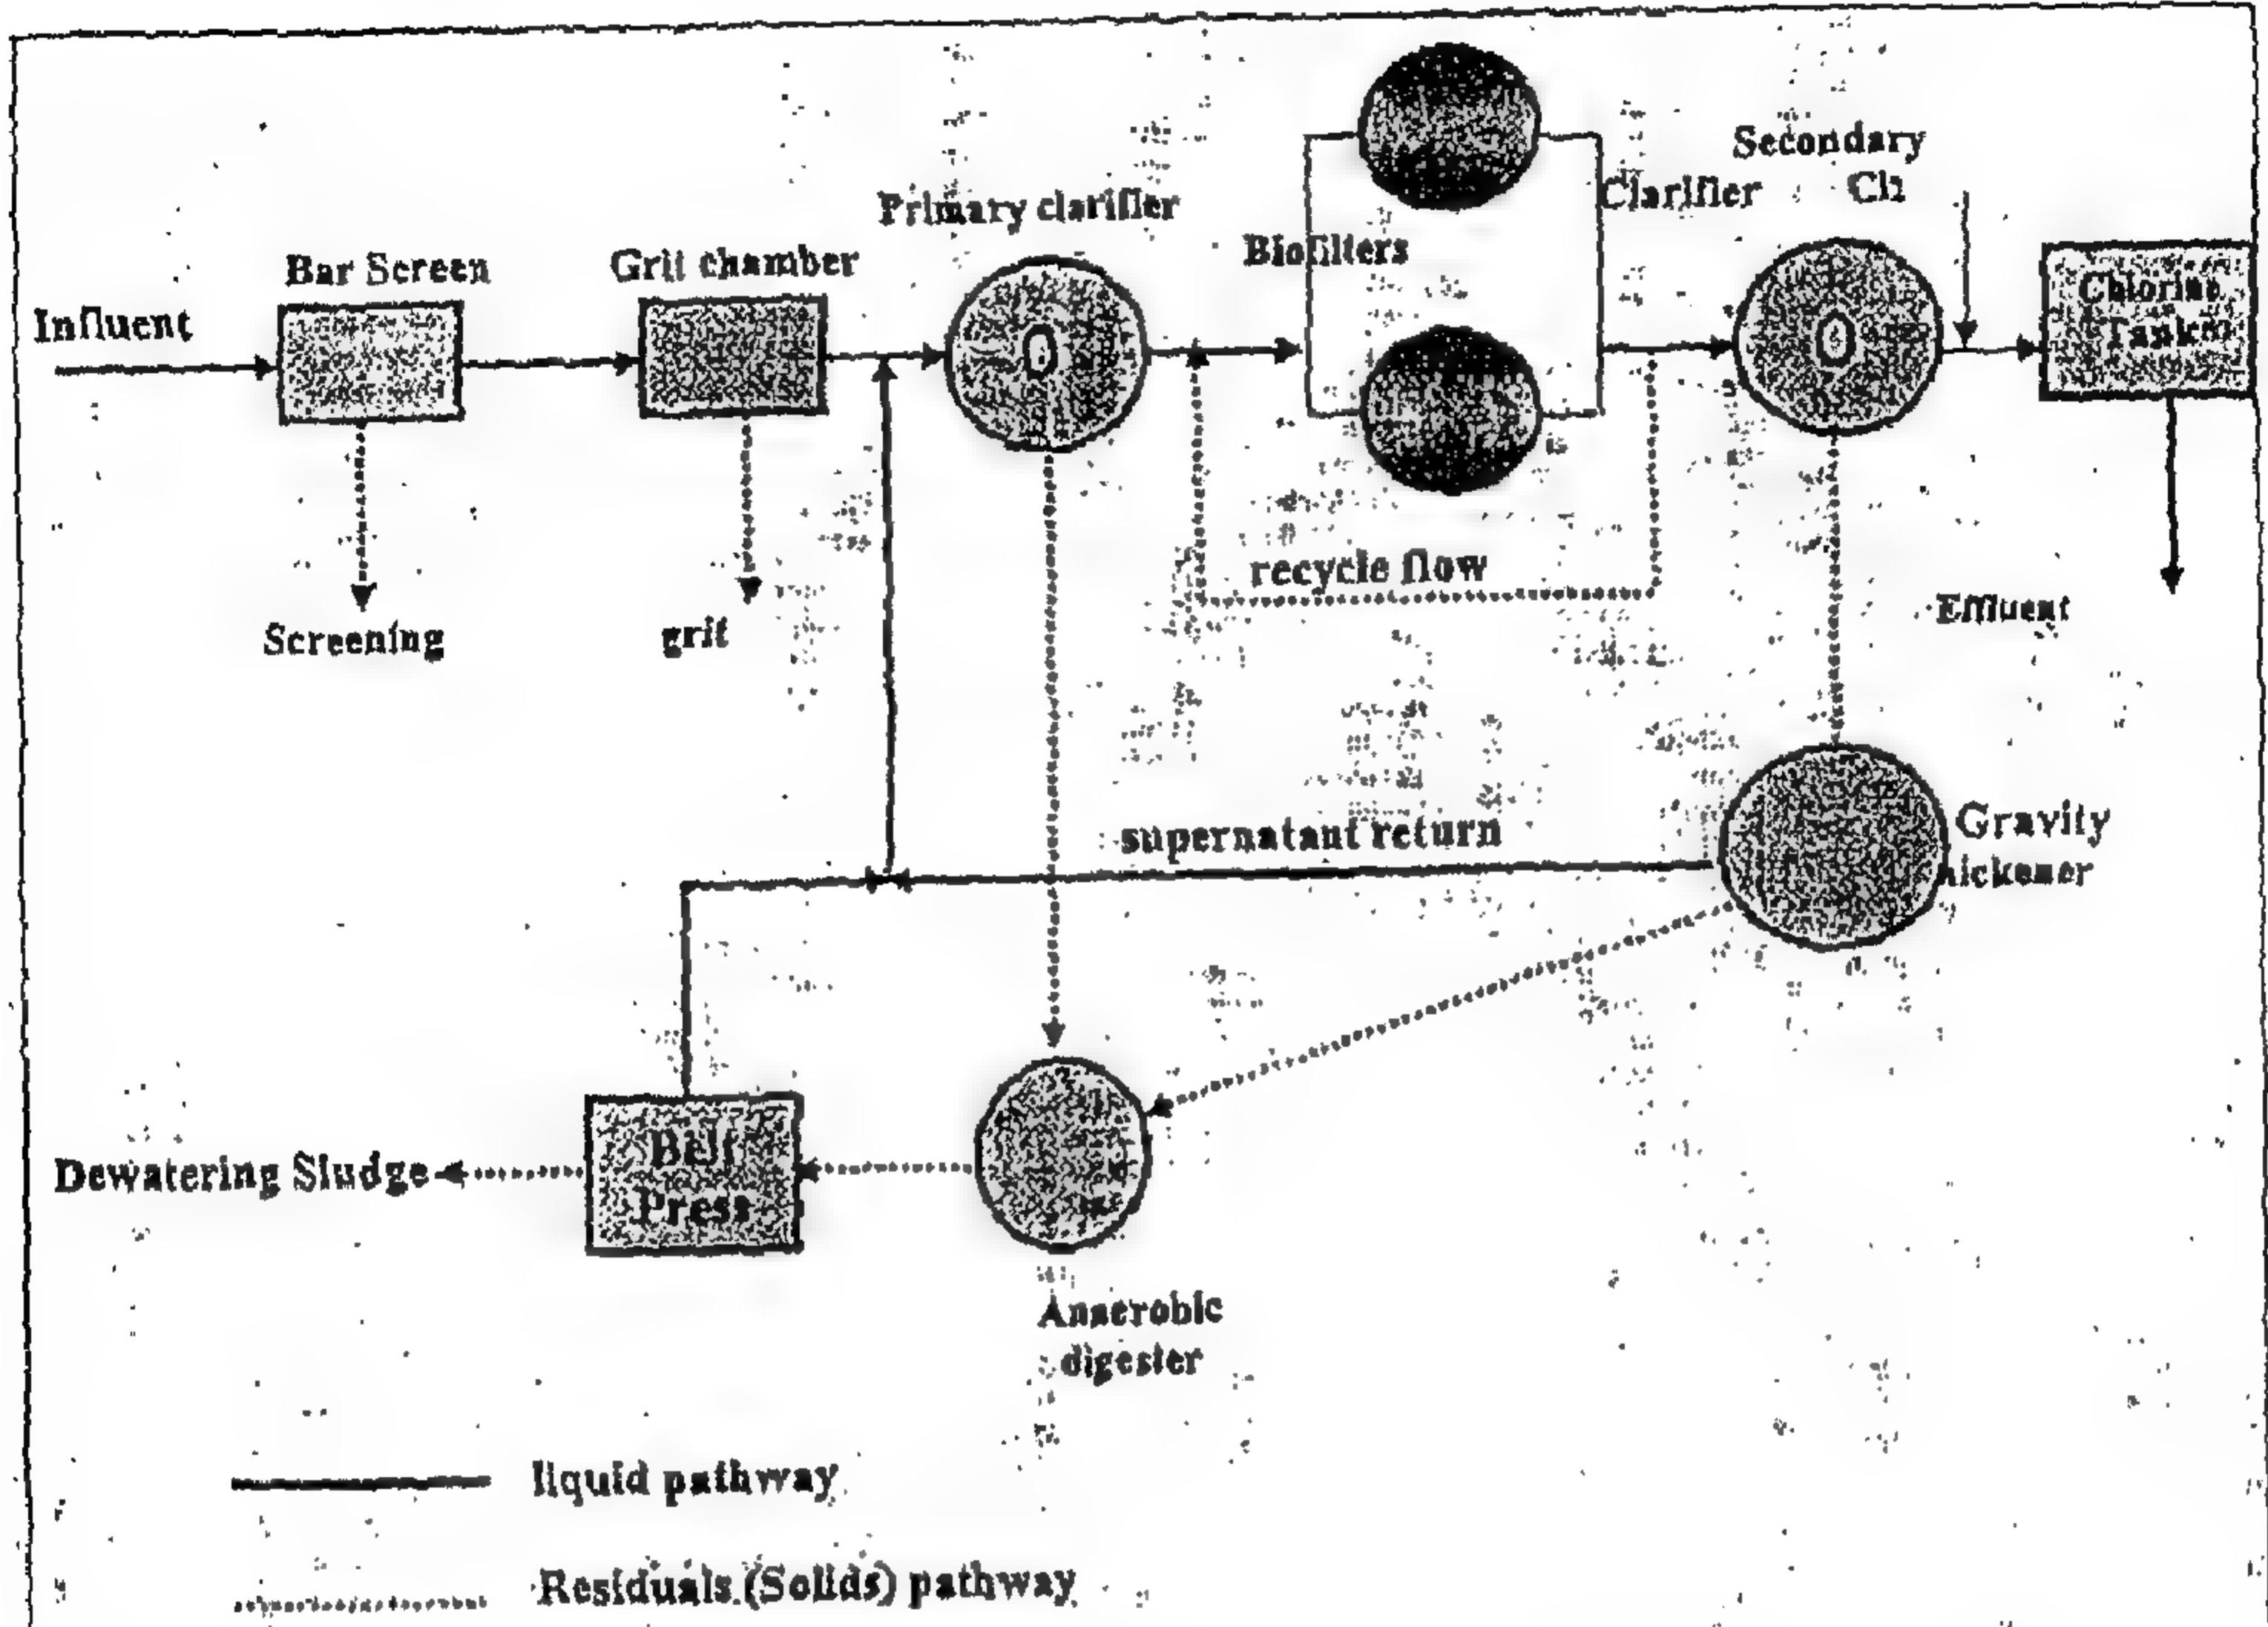 Secondary
Clarifier
Cl2
Primary clarifier
Biofilters
Bar Screen
Grit chamber
Influent
Chlorine
Tank
recycle flow
Screening
grit
Effluent
supernatant return
Gravity
hickener
Dewatering Sludge
Belt
Press
Anaerobic
digester
liquid pathway
Residuals (Solids) pathway